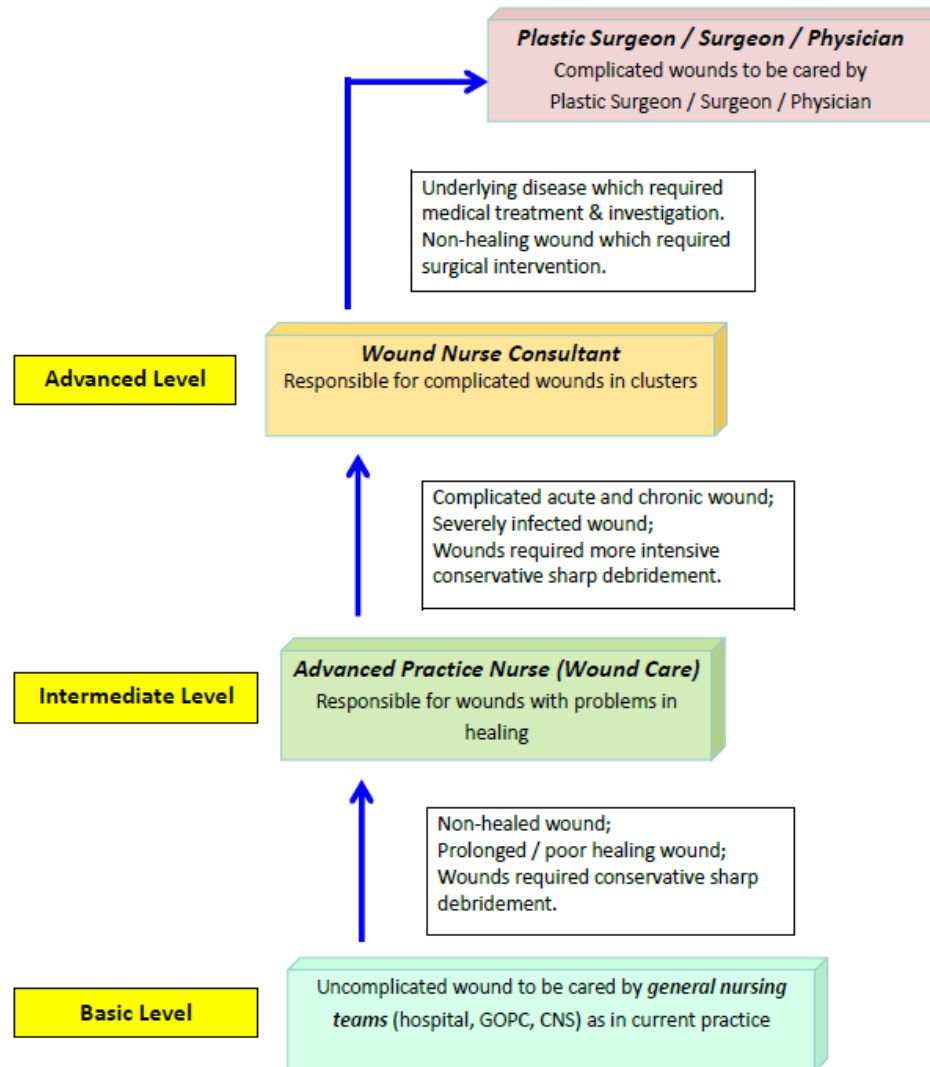 Plastic Surgeon / Surgeon / Physician
Complicated wounds to be cared by
Plastic Surgeon / Surgeon / Physician
Underlying disease which required
medical treatment & investigation.
Non-healing wound which required
surgical intervention.
Advanced Level
Wound Nurse Consultant
Responsible for complicated wounds in clusters
Complicated acute and chronic wound;
Severely infected wound;
Wounds required more intensive
conservative sharp debridement.
Intermediate Level
Advanced Practice Nurse (Wound Care)
Responsible for wounds with problems in
healing
Non-healed wound;
Prolonged / poor healing wound;
Wounds required conservative sharp
debridement.
Basic Level
Uncomplicated wound to be cared by general nursing
teams (hospital, GOPC, CNS) as in current practice